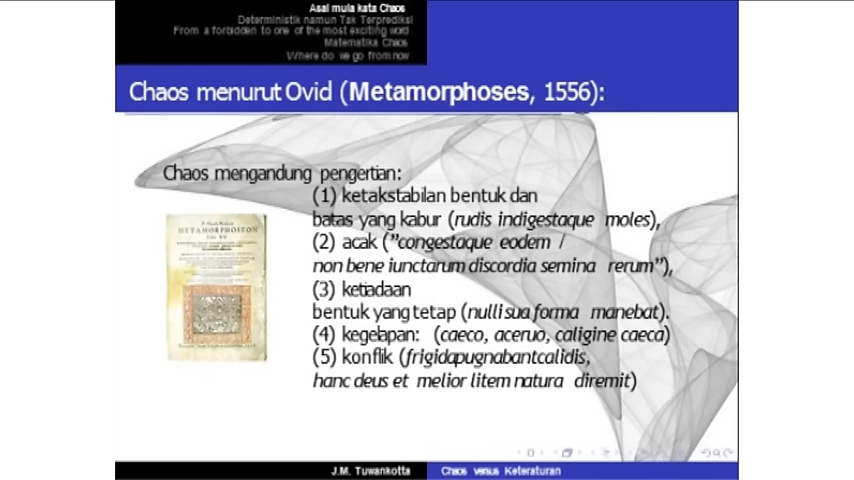 Asal mula kata Chaos
Deterministik namun Tak Terprediksi
From a forbidden to one of the most exciting word
Matematika Chaos
Where do we go from now
Chaos menurut Ovid (Metamorphoses, 1556):
Chaos mengandung pengertian:
(1) ketakstabilan bentuk dan
batas yang kabur (rudis indigestaque moles),
(2) acak ("congestaque eodem /
non bene iunctarum discordia semina rerum"),
(3) ketiadaan
bentuk yang tetap (nulli sua forma manebat).
(4) kegelapan: (caeco, aceruo, caligine caeca)
(5) konflik (frigidapugnabantcalidis,
hanc deus et melior litem natura diremit)
METAMORPHOSEON
J.M. Tuwankotta
Chaos versus Keteraturan